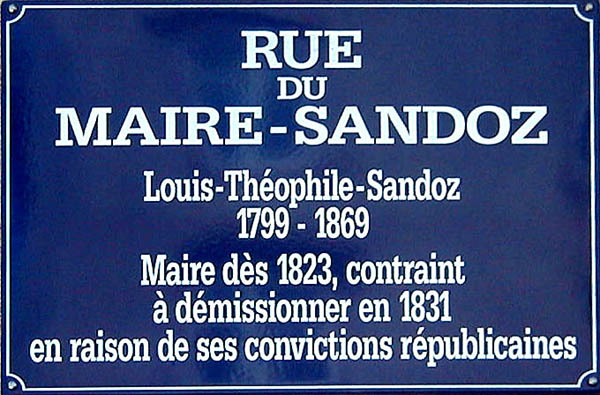 RUE
DU
MAIRE-SANDOZ
Louis-Théophile-Sandoz
1799 - 1869
Maire dès 1823, contraint
à démissionner en 1831
en raison de ses convictions républicaines